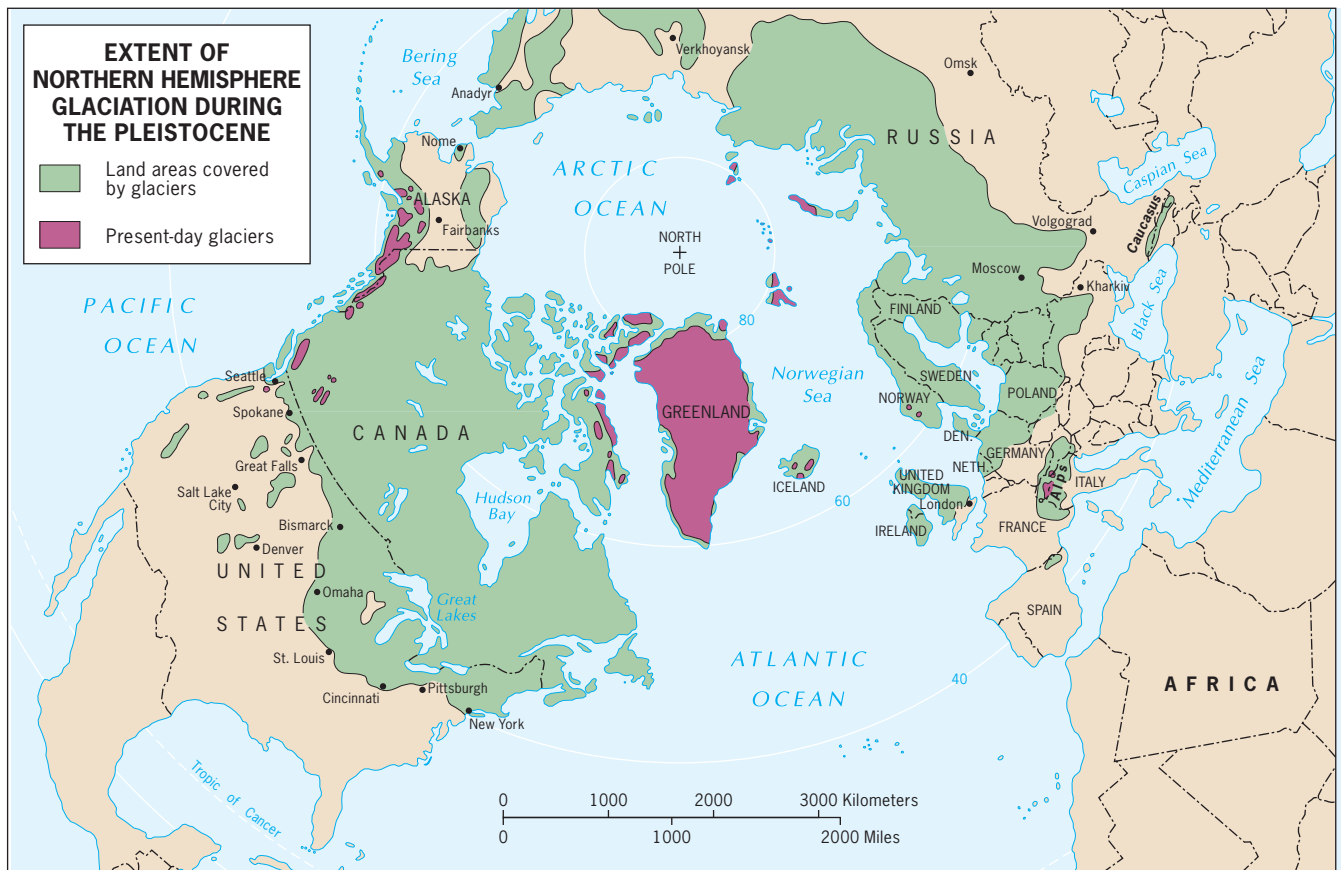 EXTENT OF
NORTHERN HEMISPHERE
GLACIATION DURING
THE PLEISTOCENE
Land areas covered
by glaciers
Present-day glaciers
Bering
Sea
Anadyr
Verkhoyansk
Omsk
Nome
ARCTIC
OCEAN
RUSSIA
Caspian Sea
ALASKA
Fairbanks
NORTH
POLE
Volgograd
Caucasus
Moscow
Kharkiv
Black Sea
PACIFIC
OCEAN
80
FINLAND
Norwegian
Sea
SWEDEN
NORWAY
POLAND
Seattle
Spokane
CANADA
GREENLAND
DEN.
GERMANY
NETH.
Great Falls
Salt Lake
City
Hudson
Bay
ICELAND
60
UNITED
KINGDOM
London
Alps
ITALY
Mediterranean Sea
Bismarck
IRELAND
FRANCE
Denver
UNITED
STATES
Omaha
Great
Lakes
SPAIN
St. Louis
Cincinnati
Pittsburgh
New York
ATLANTIC
OCEAN
40
AFRICA
Tropic of Cancer
0 1000 2000 3000 Kilometers
0 1000 2000 Miles